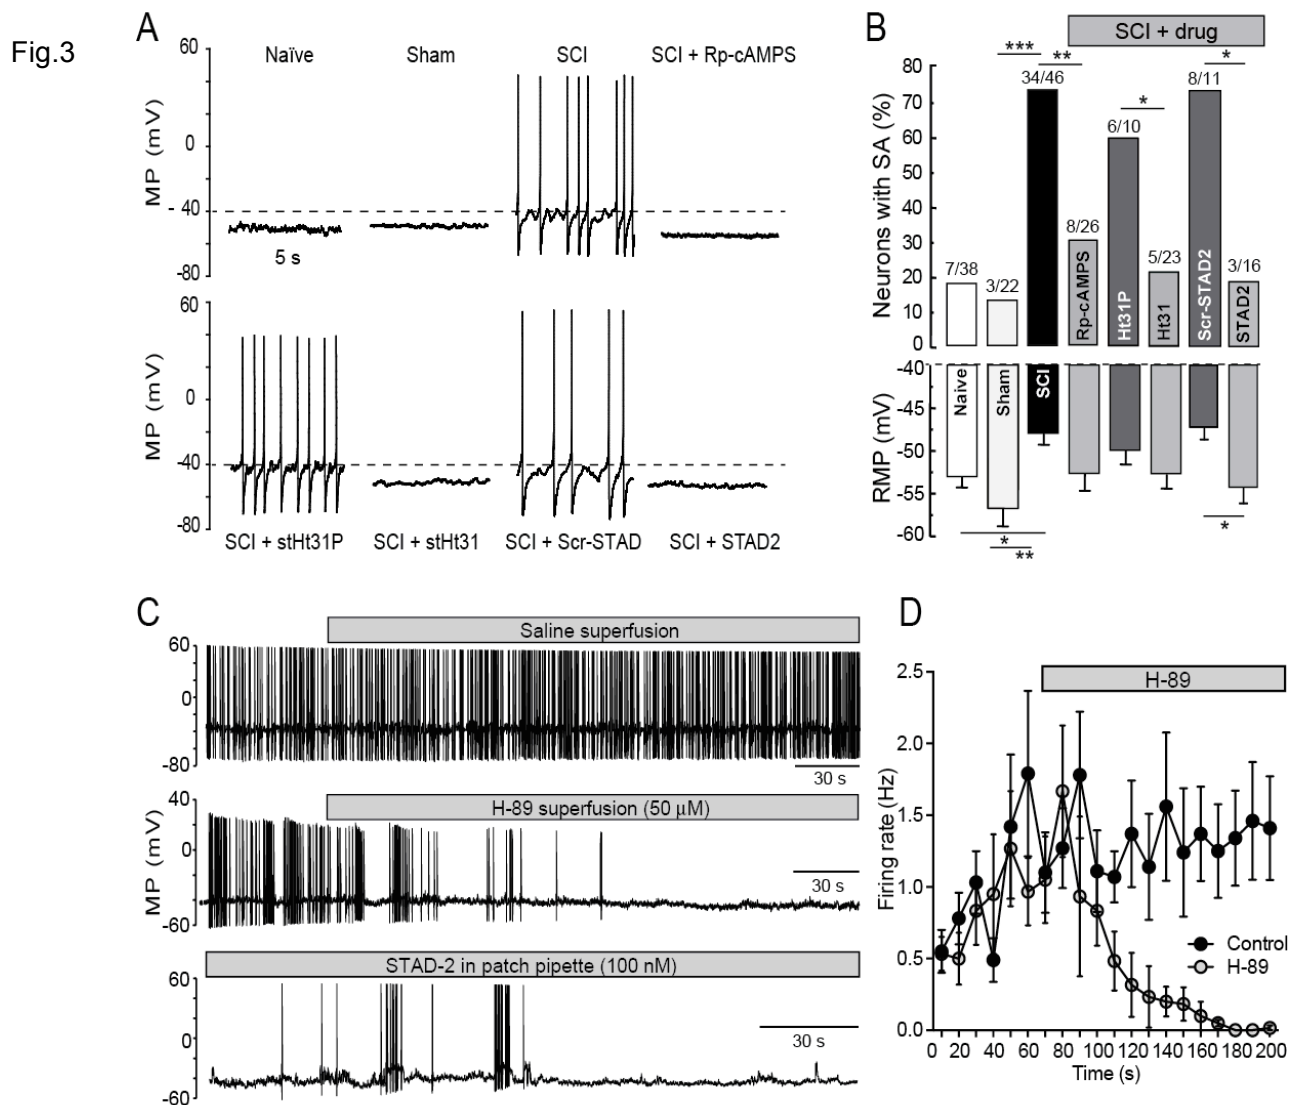 Fig.3
A
60
Naïve
Sham
SCI
SCI + Rp-cAMPS
0
- 40
-80
MP (mV)
5 s
60
0
-40
-80
MP (mV)
SCI + stHt31P
SCI + stHt31
SCI + Scr-STAD
SCI + STAD2
B
SCI + drug
***
**
*
*
80
70
60
50
40
30
20
10
0
Neurons with SA (%)
7/38
3/22
34/46
8/26
6/10
5/23
8/11
3/16
Rp-cAMPS
Ht31P
Ht31
Scr-STAD2
STAD2
-40
-45
-50
-55
-60
RMP (mV)
Naive
Sham
SCI
*
**
*
C
Saline superfusion
60
0
-80
30 s
H-89 superfusion (50 µM)
40
0
-60
MP (mV)
30 s
STAD-2 in patch pipette (100 nM)
60
0
-60
30 s
D
H-89
2.5
2.0
1.5
1.0
0.5
0.0
Firing rate (Hz)
Control
H-89
0 20 40 60 80 100 120 140 160 180 200
Time (s)